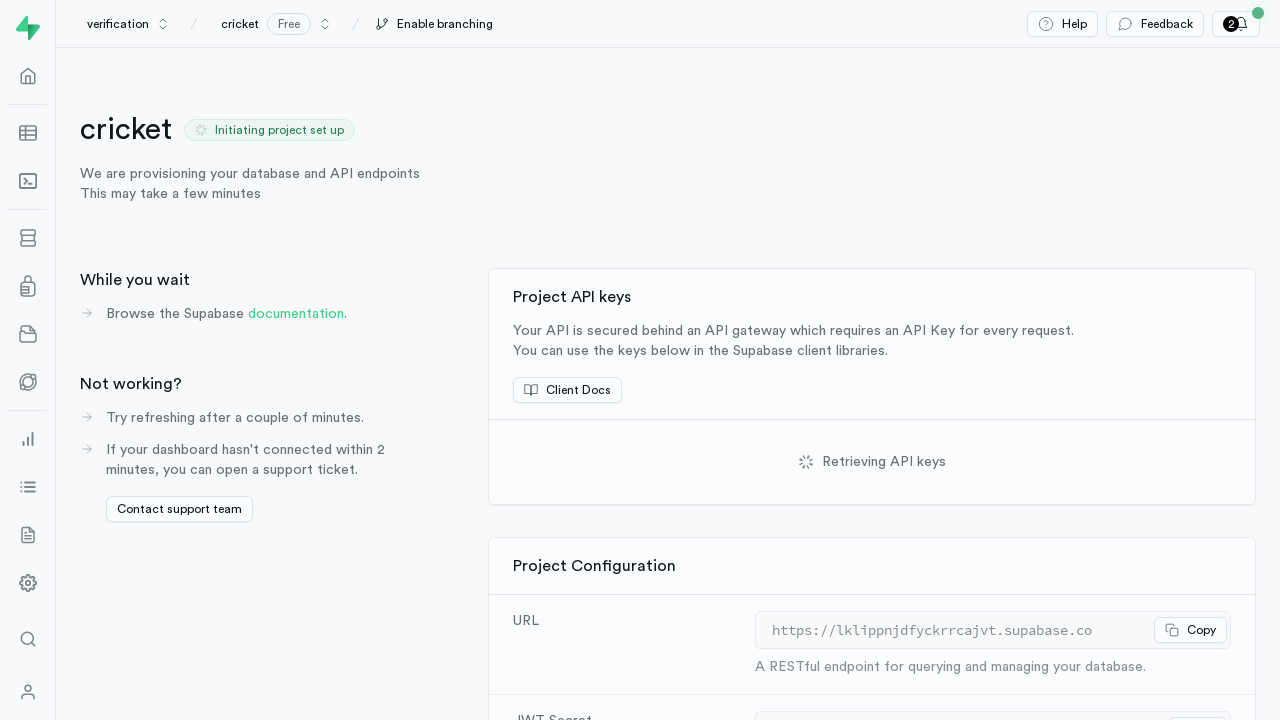 verification
cricket Free
Enable branching
Help
Feedback
2
cricket
Initiating project set up
We are provisioning your database and API endpoints
This may take a few minutes
While you wait
Browse the Supabase documentation.
Not working?
Try refreshing after a couple of minutes.
If your dashboard hasn't connected within 2
minutes, you can open a support ticket.
Contact support team
Project API keys
Your API is secured behind an API gateway which requires an API Key for every request.
You can use the keys below in the Supabase client libraries.
Client Docs
Retrieving API keys
Project Configuration
URL
https://lklippnjdfyckrrcajvt.supabase.co
Copy
A RESTful endpoint for querying and managing your database.
JWT Secret